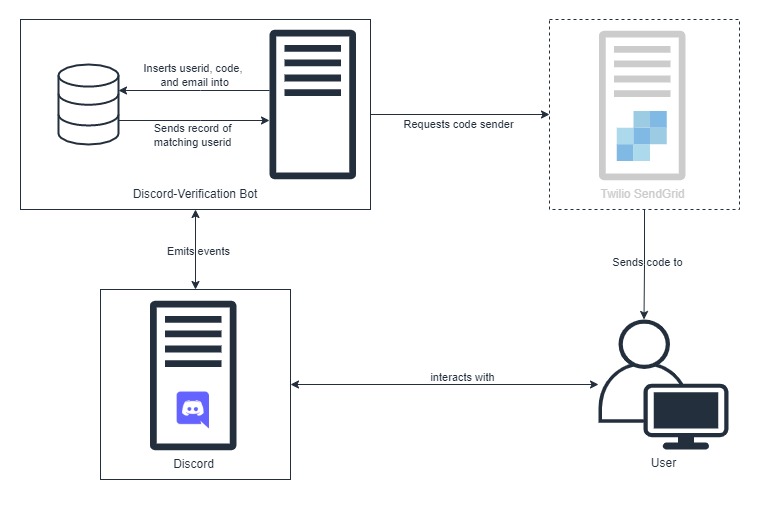 Inserts userid, code,
and email into
Sends record of
matching userid
Discord-Verification Bot
Requests code sender
Twilio SendGrid
Emits events
Sends code to
interacts with
Discord
User